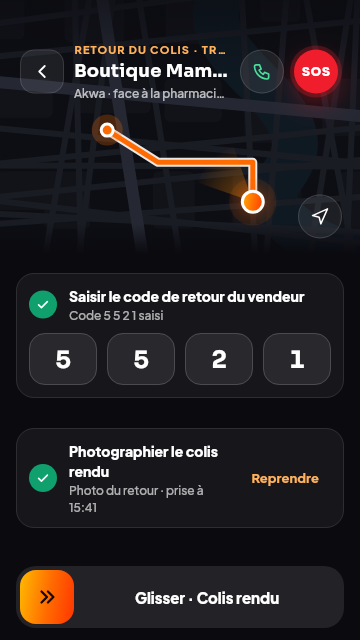 RETOUR DU COLIS · TR…
Boutique Mam…
Akwa · face à la pharmaci…
SOS
Saisir le code de retour du vendeur
Code 5 5 2 1 saisi
5 5 2 1
Photographier le colis
rendu
Photo du retour · prise à
15:41
Reprendre
Glisser · Colis rendu